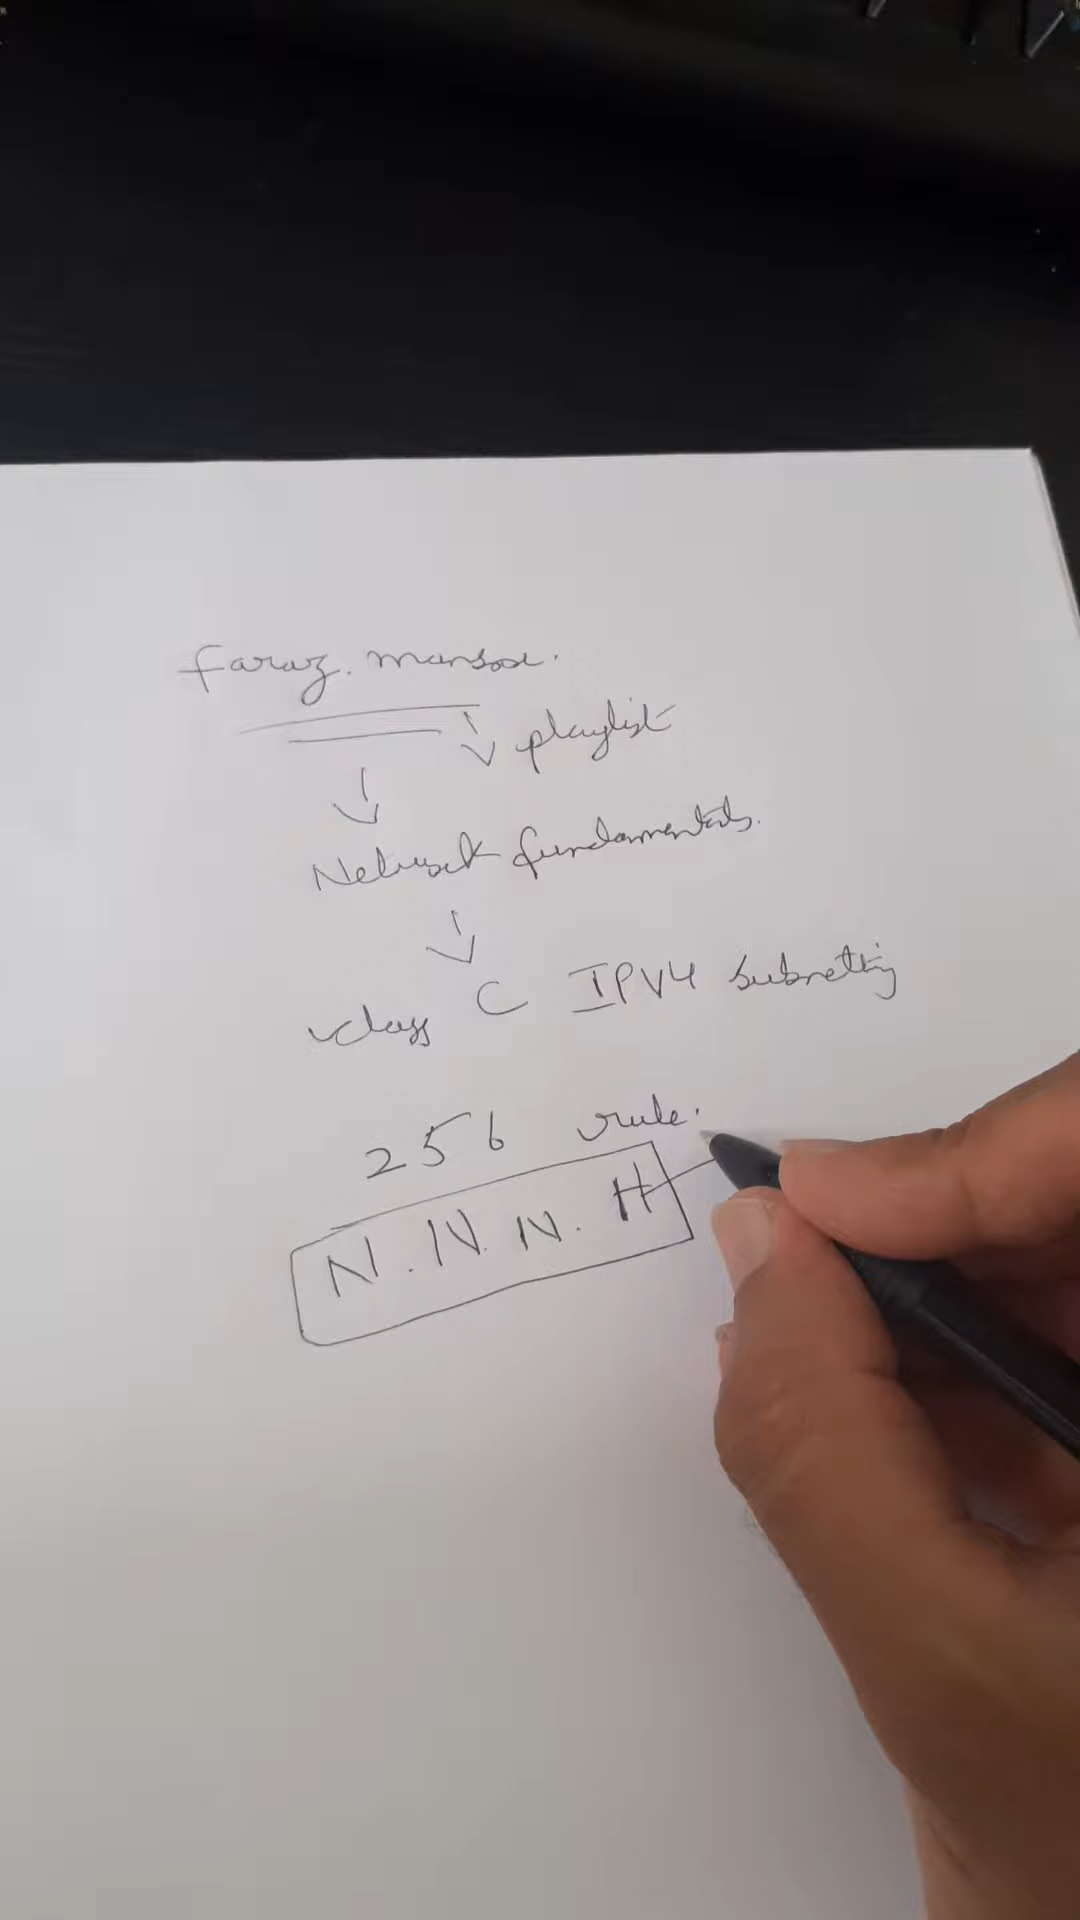 faraz. mansoor.
playlist
Network fundamentals.
class C IPV4 subnetting
256 rule.
N. N. N. H